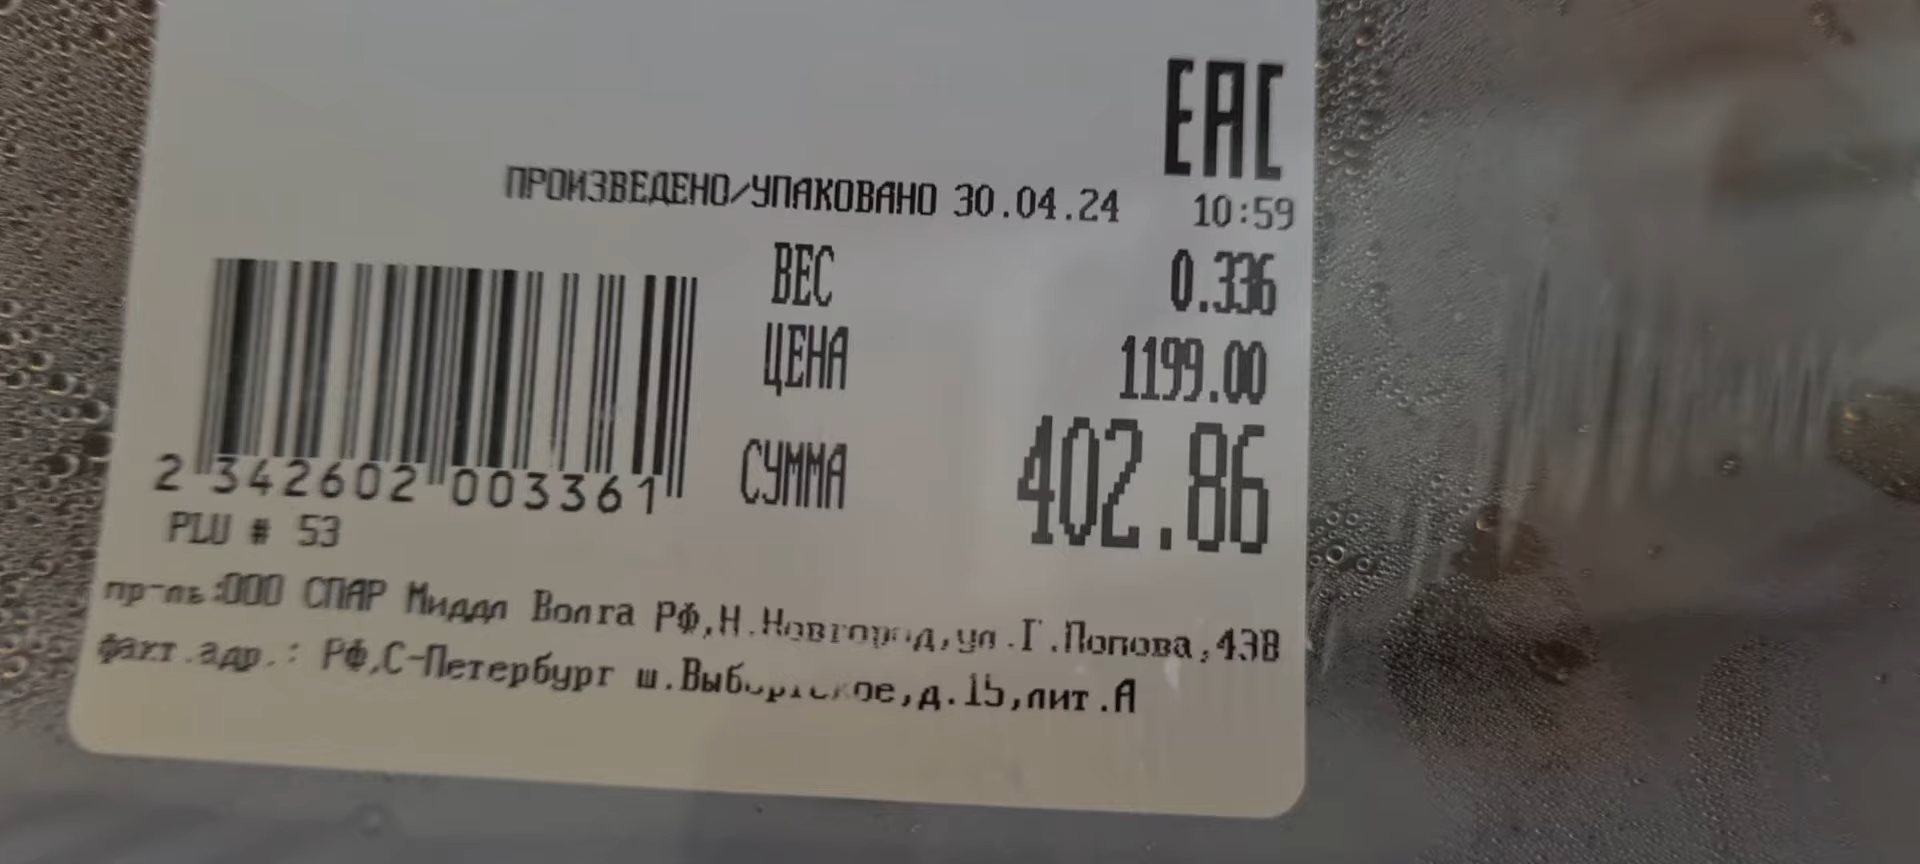 EAC
ПРОИЗВЕДЕНО/УПАКОВАНО 30.04.24 10:59
ВЕС 0.336
ЦЕНА 1199.00
СУММА 402.86
2 342602 003361
PLU # 53
пр-ль:ООО СПАР Миддл Волга РФ,Н.Новгород,ул.Г.Попова,43В
факт.адр.: РФ,С-Петербург ш.Выборгское,д.15,лит.А